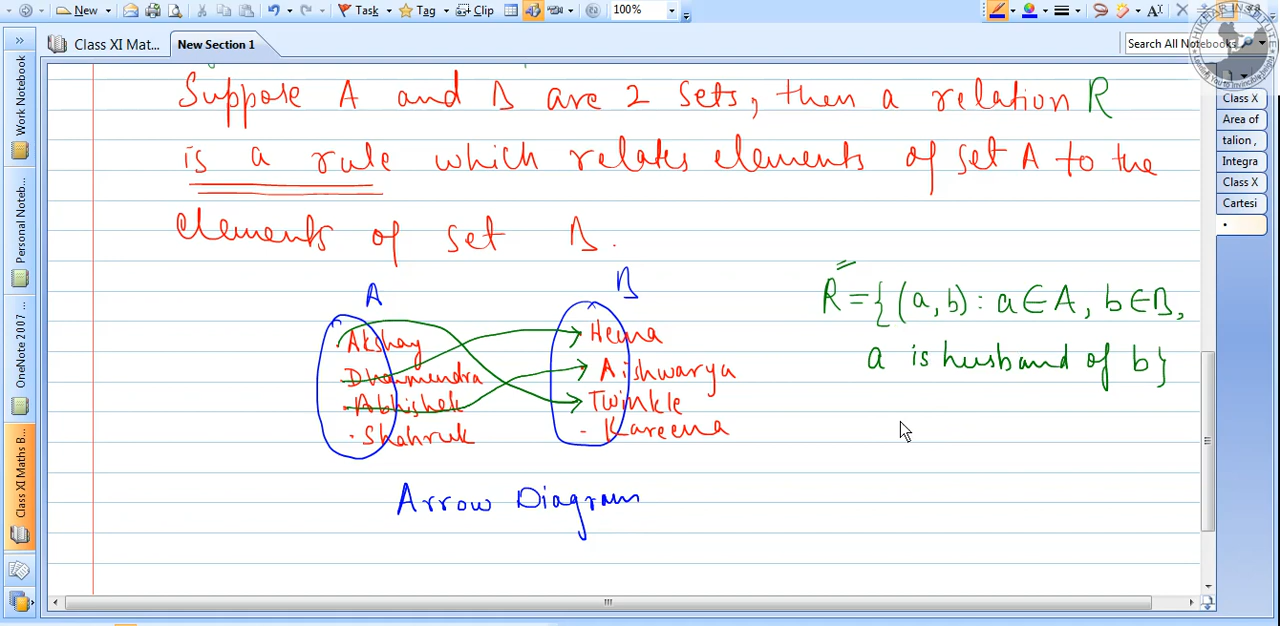 New Task Tag Clip 100%
Class XI Mat... New Section 1 Search All Notebooks
Suppose A and B are 2 sets, then a relation R
is a rule which relates elements of set A to the
elements of set B.
A B
Akshay Hema
Dharmendra Aishwarya
Abhishek Twinkle
Shahruk Kareena
Arrow Diagram
R = {(a, b) : a ∈ A, b ∈ B,
a is husband of b}
Work Notebook
Personal Noteb...
OneNote 2007 ...
Class XI Maths B...
Class X
Area of
talion ,
Integra
Class X
Cartesi